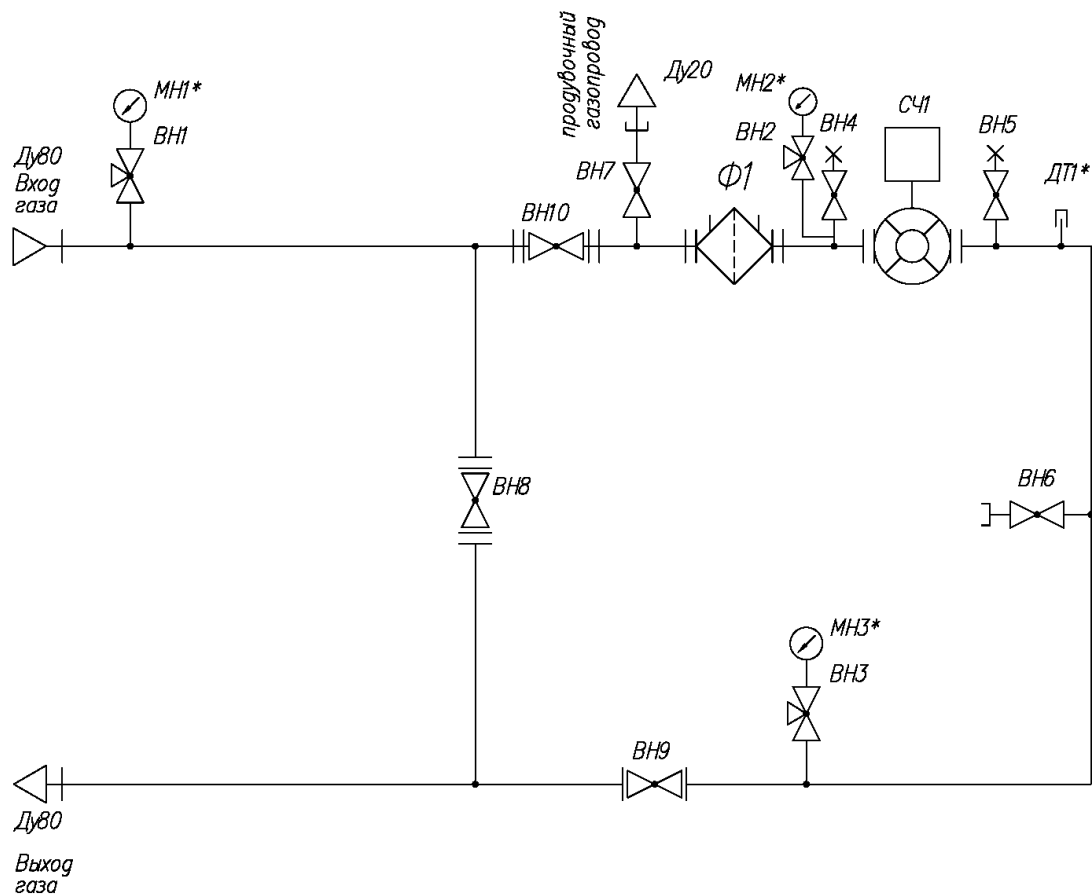 МН1*
ВН1
Ду80
Вход
газа
продувочный
газопровод
Ду20
ВН7
ВН10
Ф1
МН2*
ВН2
ВН4
СЧ1
ВН5
ДТ1*
ВН8
ВН6
МН3*
ВН3
ВН9
Ду80
Выход
газа